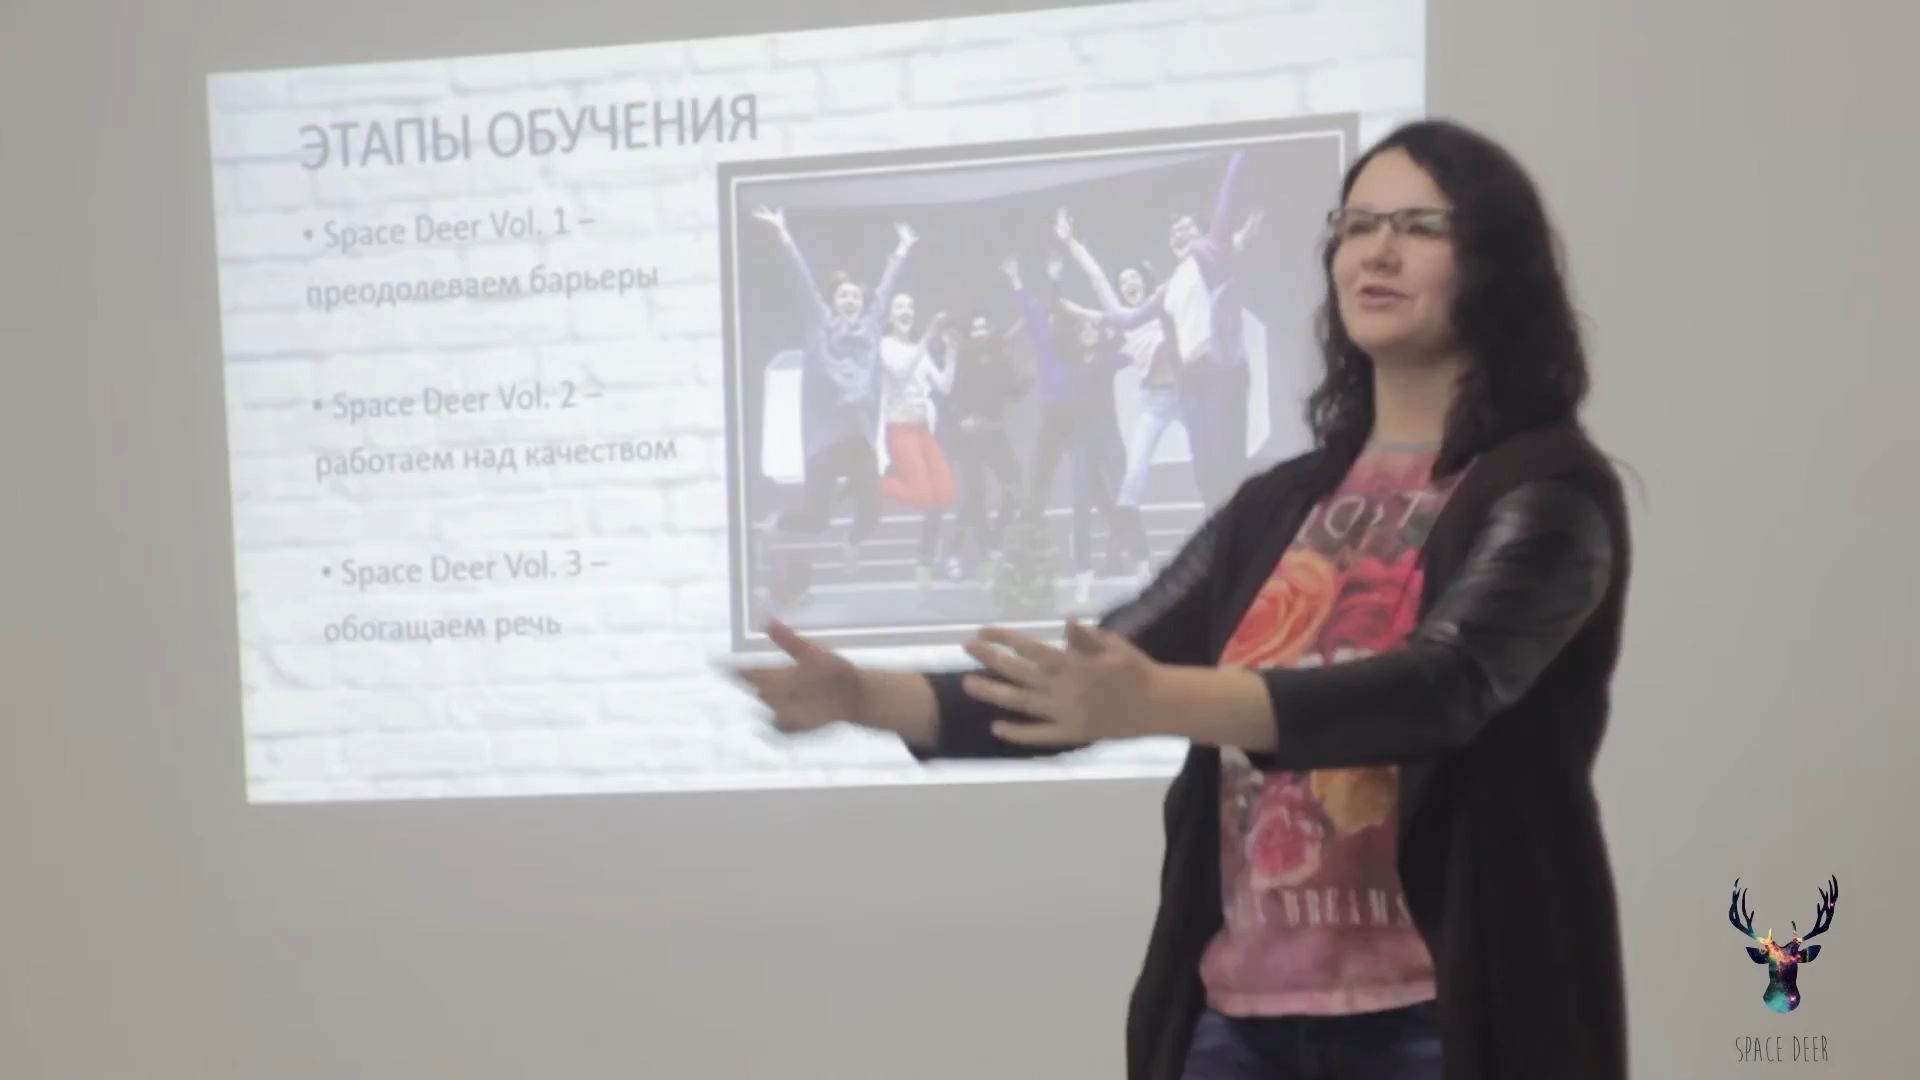 ЭТАПЫ ОБУЧЕНИЯ
• Space Deer Vol. 1 –
преодолеваем барьеры
• Space Deer Vol. 2 –
работаем над качеством
• Space Deer Vol. 3 –
обогащаем речь
DREAMS
SPACE DEER